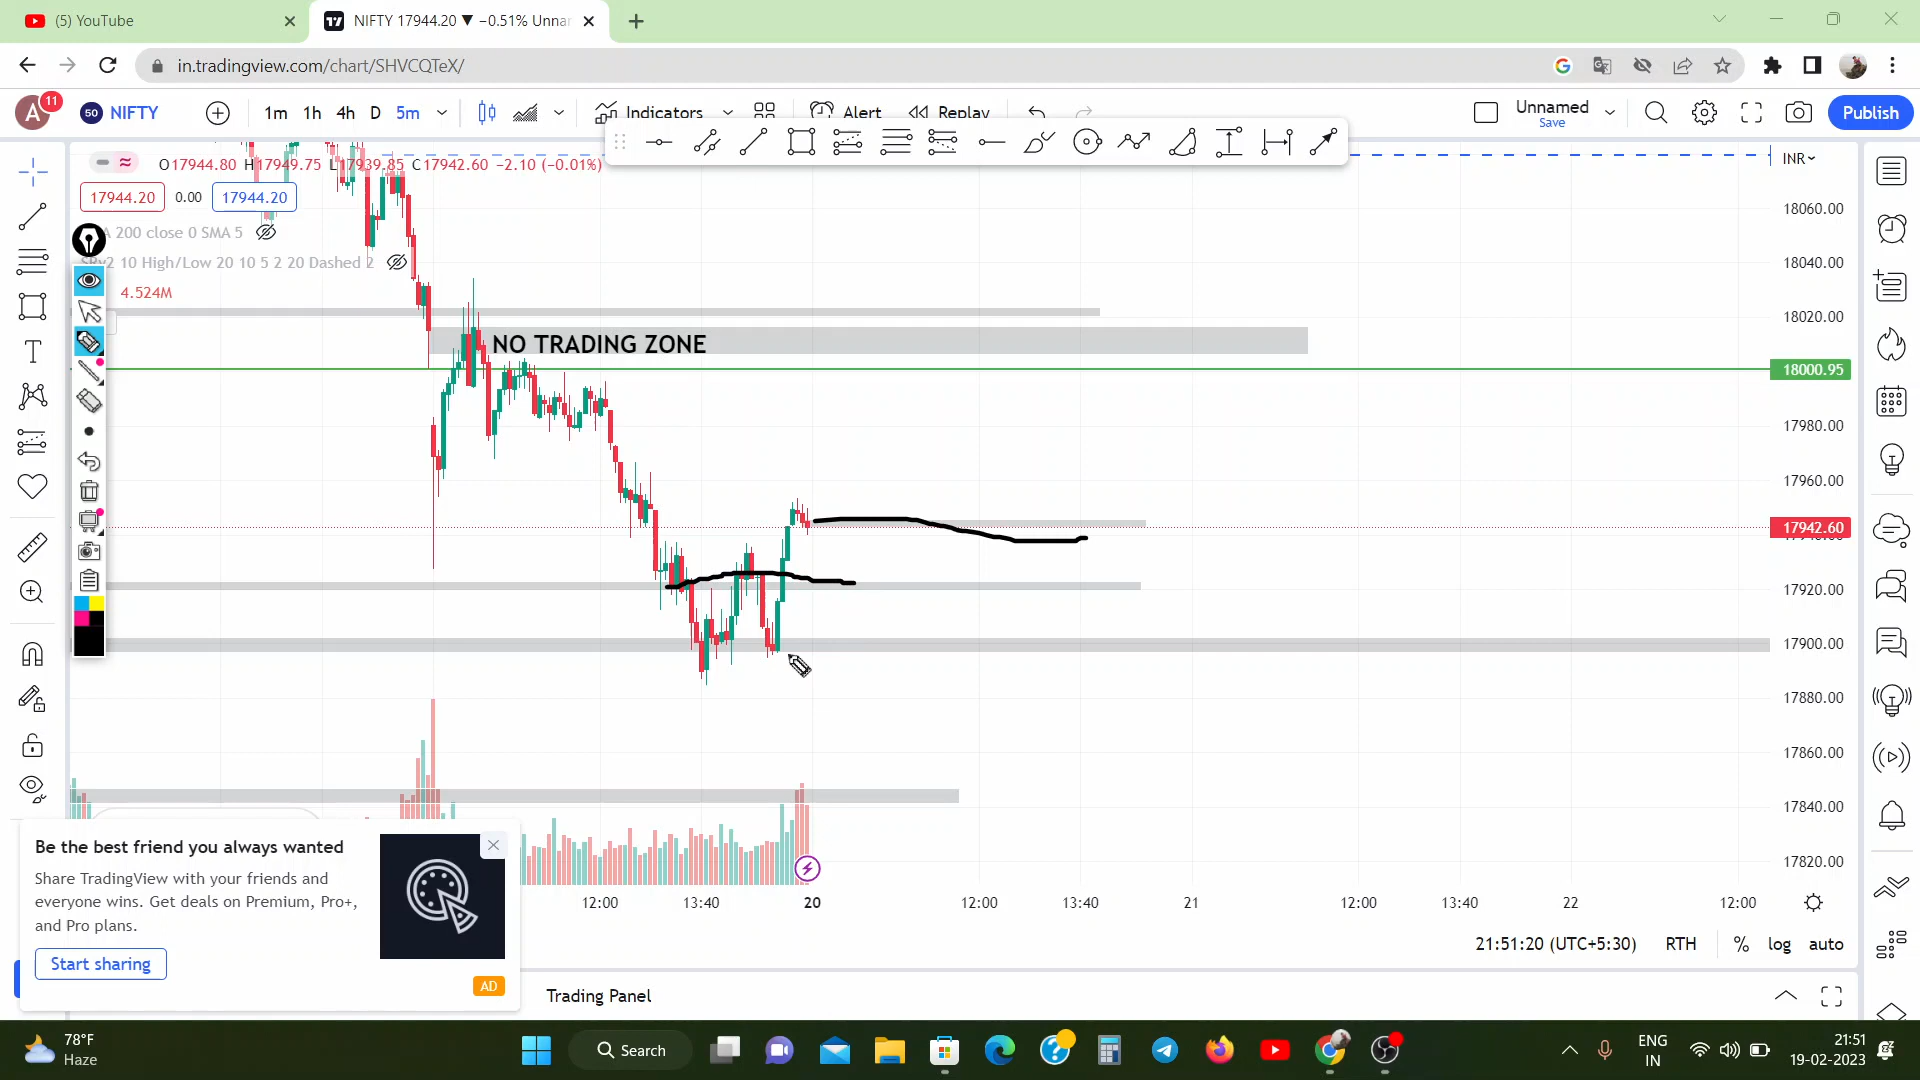 (5) YouTube
NIFTY 17944.20 ▼ −0.51% Unna
in.tradingview.com/chart/SHVCQTeX/
A 11
50 NIFTY
1m 1h 4h D 5m
Indicators
Alert
Replay
Unnamed
Save
Publish
O17944.80 H17949.75 L17939.85 C17942.60 −2.10 (−0.01%)
INR
17944.20 0.00 17944.20
200 close 0 SMA 5
10 High/Low 20 10 5 2 20 Dashed 2
4.524M
NO TRADING ZONE
18060.00
18040.00
18020.00
18000.95
17980.00
17960.00
17942.60
17920.00
17900.00
17880.00
17860.00
17840.00
17820.00
12:00 13:40 20 12:00 13:40 21 12:00 13:40 22 12:00
21:51:20 (UTC+5:30) RTH % log auto
Be the best friend you always wanted
Share TradingView with your friends and
everyone wins. Get deals on Premium, Pro+,
and Pro plans.
Start sharing
AD
Trading Panel
78°F
Haze
Search
ENG
IN
21:51
19-02-2023